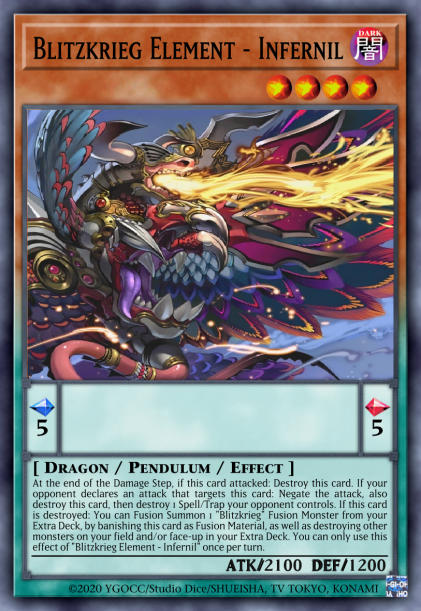 BLITZKRIEG ELEMENT - INFERNIL
DARK
闇
5 5
[ DRAGON / PENDULUM / EFFECT ]
At the end of the Damage Step, if this card attacked: Destroy this card. If your
opponent declares an attack that targets this card: Negate the attack, also
destroy this card, then destroy 1 Spell/Trap your opponent controls. If this card
is destroyed: You can Fusion Summon 1 "Blitzkrieg" Fusion Monster from your
Extra Deck, by banishing this card as Fusion Material, as well as destroying other
monsters on your field and/or face-up in your Extra Deck. You can only use this
effect of "Blitzkrieg Element - Infernil" once per turn.
ATK/2100 DEF/1200
©2020 YGOCC/Studio Dice/SHUEISHA, TV TOKYO, KONAMI